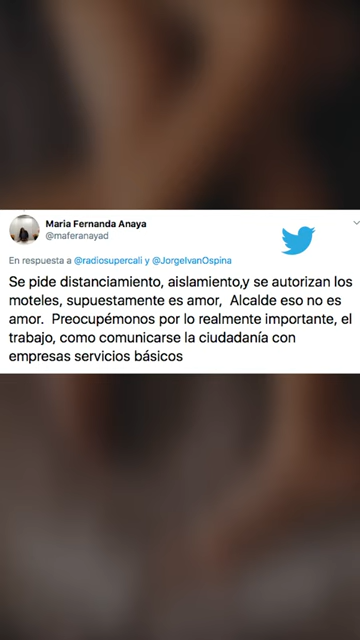 Maria Fernanda Anaya
@maferanayad
En respuesta a @radiosupercali y @JorgeIvanOspina
Se pide distanciamiento, aislamiento,y se autorizan los
moteles, supuestamente es amor,  Alcalde eso no es
amor.  Preocupémonos por lo realmente importante, el
trabajo, como comunicarse la ciudadanía con
empresas servicios básicos